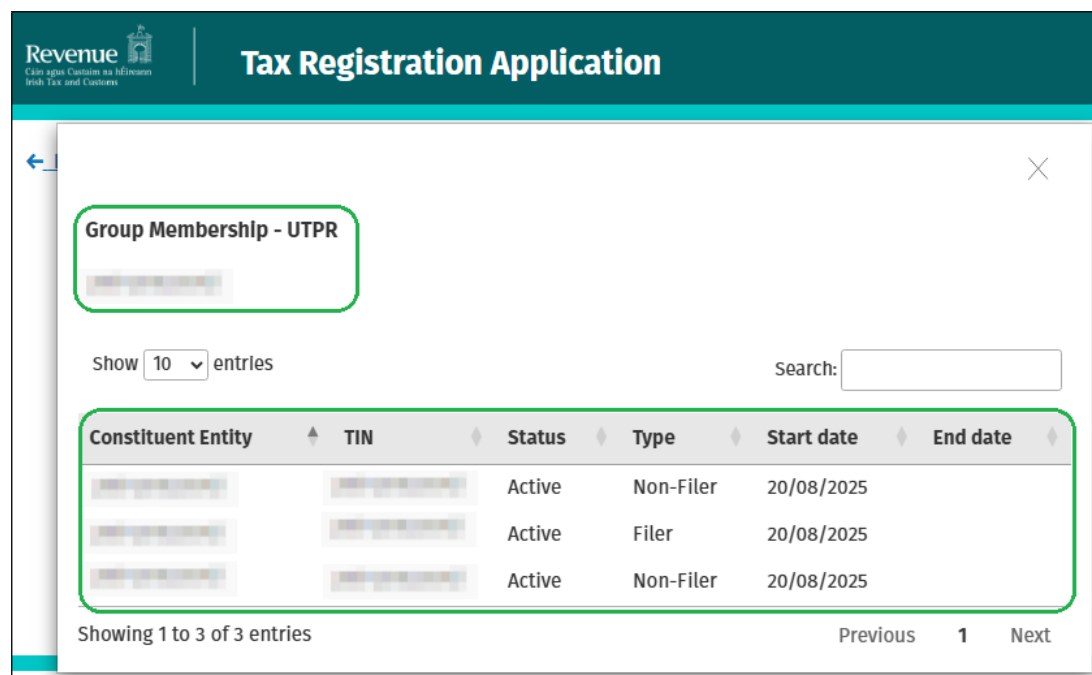 Revenue
Cáin agus Custaim na hÉireann
Irish Tax and Customs
Tax Registration Application
Group Membership - UTPR
Show 10 entries
Search:
Constituent Entity TIN Status Type Start date End date
Active Non-Filer 20/08/2025
Active Filer 20/08/2025
Active Non-Filer 20/08/2025
Showing 1 to 3 of 3 entries
Previous 1 Next